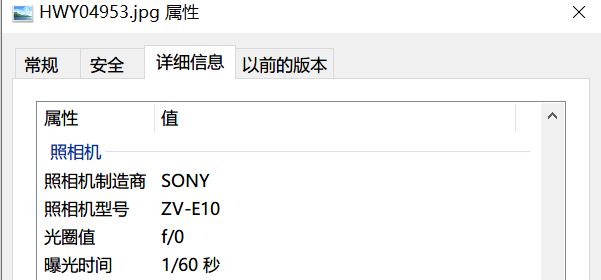 HWY04953.jpg 属性
常规 安全 详细信息 以前的版本
属性 值
照相机
照相机制造商 SONY
照相机型号 ZV-E10
光圈值 f/0
曝光时间 1/60 秒